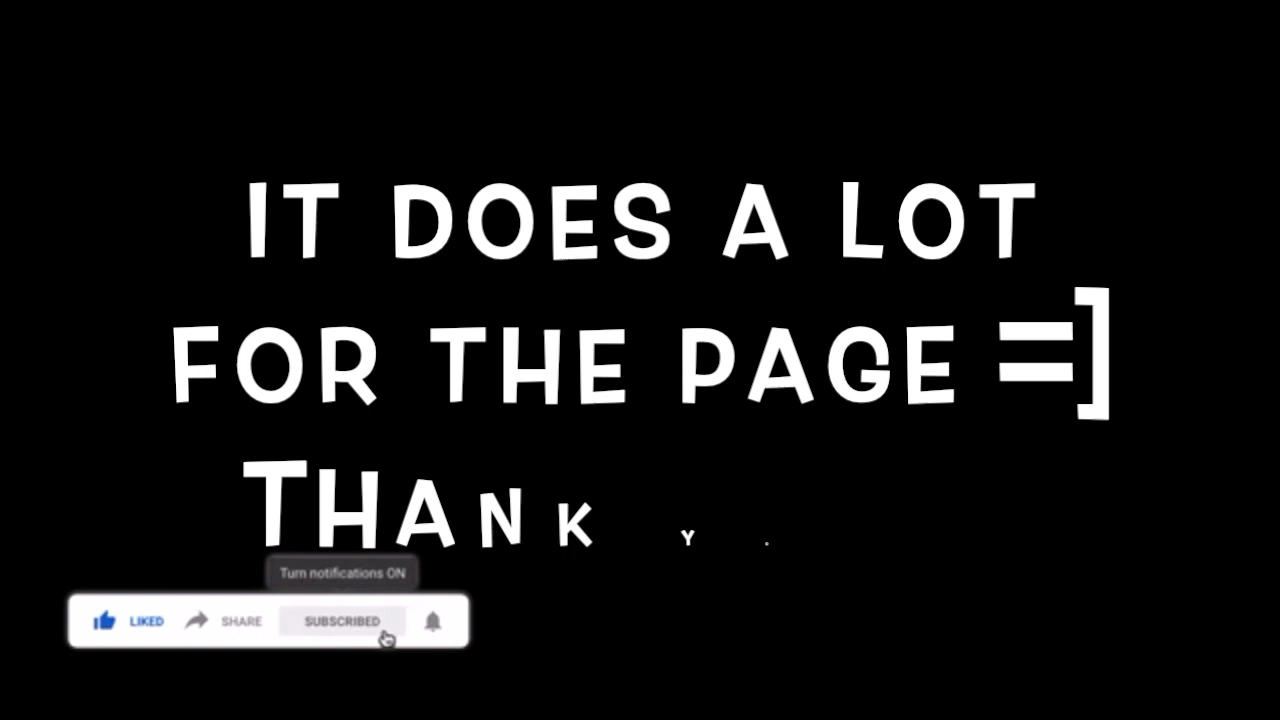 IT DOES A LOT
FOR THE PAGE =]
THANK Y
Turn notifications ON
LIKED SHARE SUBSCRIBED